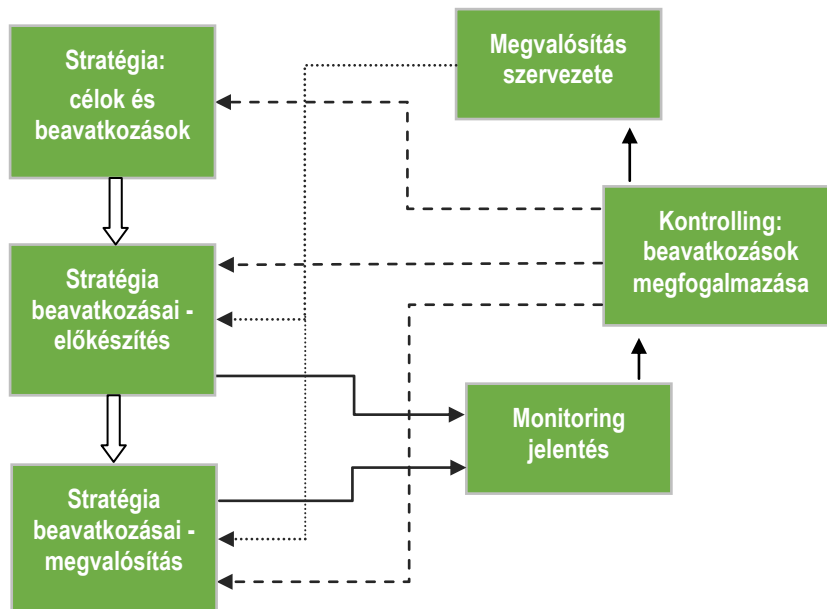 Stratégia:
célok és
beavatkozások
Megvalósítás
szervezete
Kontrolling:
beavatkozások
megfogalmazása
Stratégia
beavatkozásai -
előkészítés
Monitoring
jelentés
Stratégia
beavatkozásai -
megvalósítás